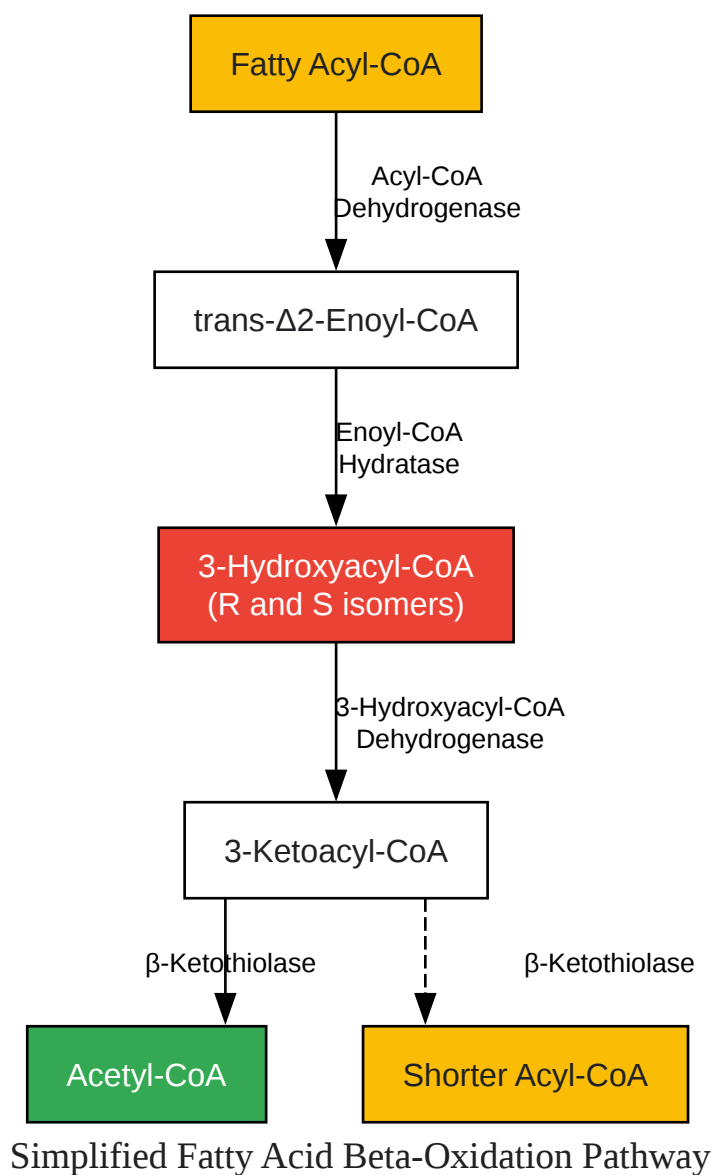 Fatty Acyl-CoA
Acyl-CoA
Dehydrogenase
trans-Δ2-Enoyl-CoA
Enoyl-CoA
Hydratase
3-Hydroxyacyl-CoA
(R and S isomers)
3-Hydroxyacyl-CoA
Dehydrogenase
3-Ketoacyl-CoA
β-Ketothiolase
β-Ketothiolase
Acetyl-CoA
Shorter Acyl-CoA
Simplified Fatty Acid Beta-Oxidation Pathway